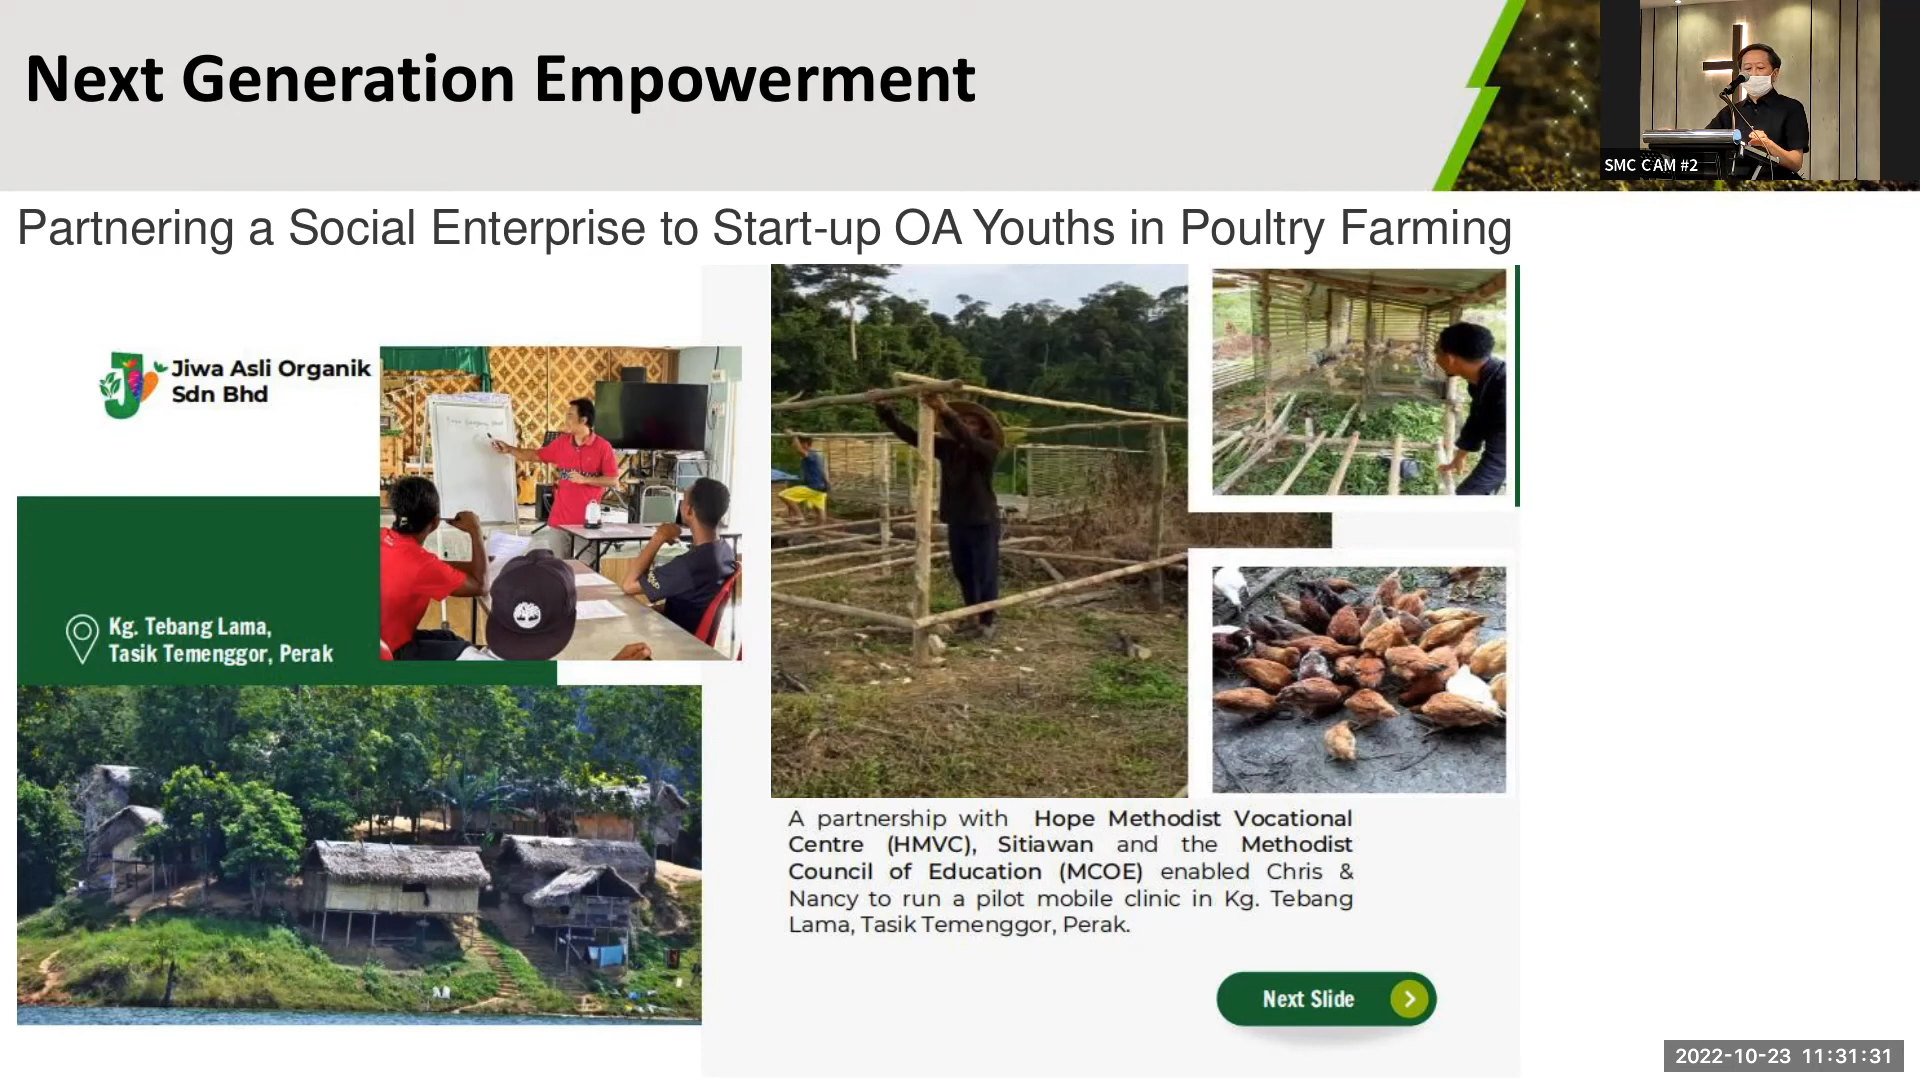 Next Generation Empowerment
SMC CAM #2
Partnering a Social Enterprise to Start-up OA Youths in Poultry Farming
Jiwa Asli Organik
Sdn Bhd
Kg. Tebang Lama,
Tasik Temenggor, Perak
A partnership with Hope Methodist Vocational
Centre (HMVC), Sitiawan and the Methodist
Council of Education (MCOE) enabled Chris &
Nancy to run a pilot mobile clinic in Kg. Tebang
Lama, Tasik Temenggor, Perak.
Next Slide
2022-10-23 11:31:31